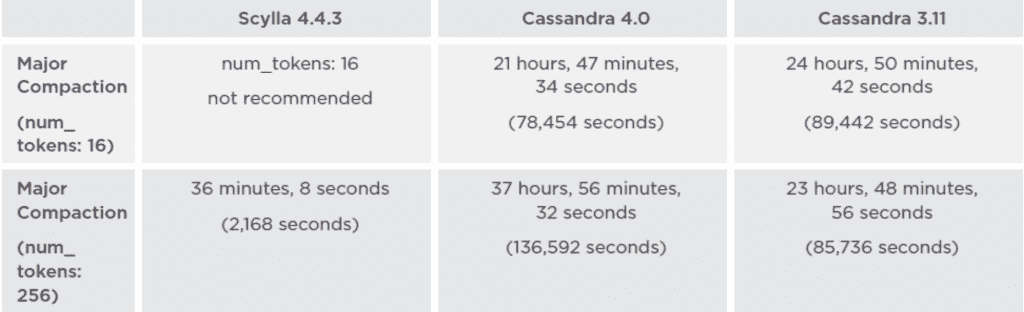 Scylla 4.4.3
Cassandra 4.0
Cassandra 3.11
Major
Compaction
(num_
tokens: 16)
num_tokens: 16
not recommended
21 hours, 47 minutes,
34 seconds
(78,454 seconds)
24 hours, 50 minutes,
42 seconds
(89,442 seconds)
Major
Compaction
(num_
tokens:
256)
36 minutes, 8 seconds
(2,168 seconds)
37 hours, 56 minutes,
32 seconds
(136,592 seconds)
23 hours, 48 minutes,
56 seconds
(85,736 seconds)